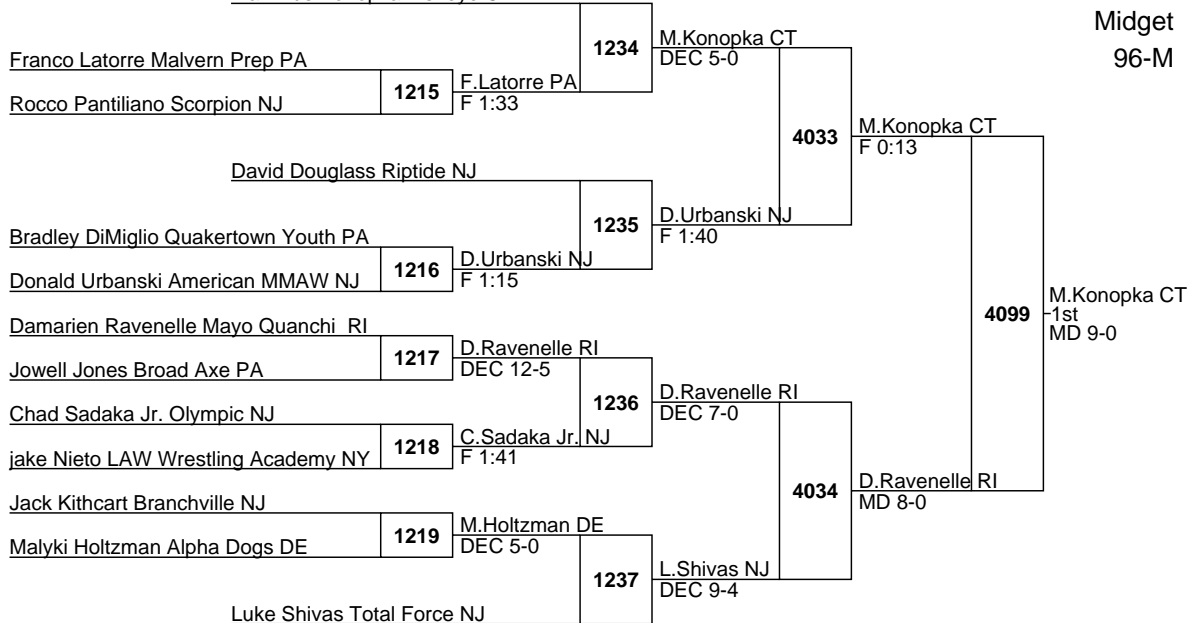 Midget
96-M
1234
M.Konopka CT
DEC 5-0
Franco Latorre Malvern Prep PA
1215
F.Latorre PA
F 1:33
Rocco Pantiliano Scorpion NJ
4033
M.Konopka CT
F 0:13
David Douglass Riptide NJ
1235
D.Urbanski NJ
F 1:40
Bradley DiMiglio Quakertown Youth PA
1216
D.Urbanski NJ
F 1:15
Donald Urbanski American MMAW NJ
4099
M.Konopka CT
1st
MD 9-0
Damarien Ravenelle Mayo Quanchi RI
1217
D.Ravenelle RI
DEC 12-5
Jowell Jones Broad Axe PA
1236
D.Ravenelle RI
DEC 7-0
Chad Sadaka Jr. Olympic NJ
1218
C.Sadaka Jr. NJ
F 1:41
jake Nieto LAW Wrestling Academy NY
4034
D.Ravenelle RI
MD 8-0
Jack Kithcart Branchville NJ
1219
M.Holtzman DE
DEC 5-0
Malyki Holtzman Alpha Dogs DE
1237
L.Shivas NJ
DEC 9-4
Luke Shivas Total Force NJ